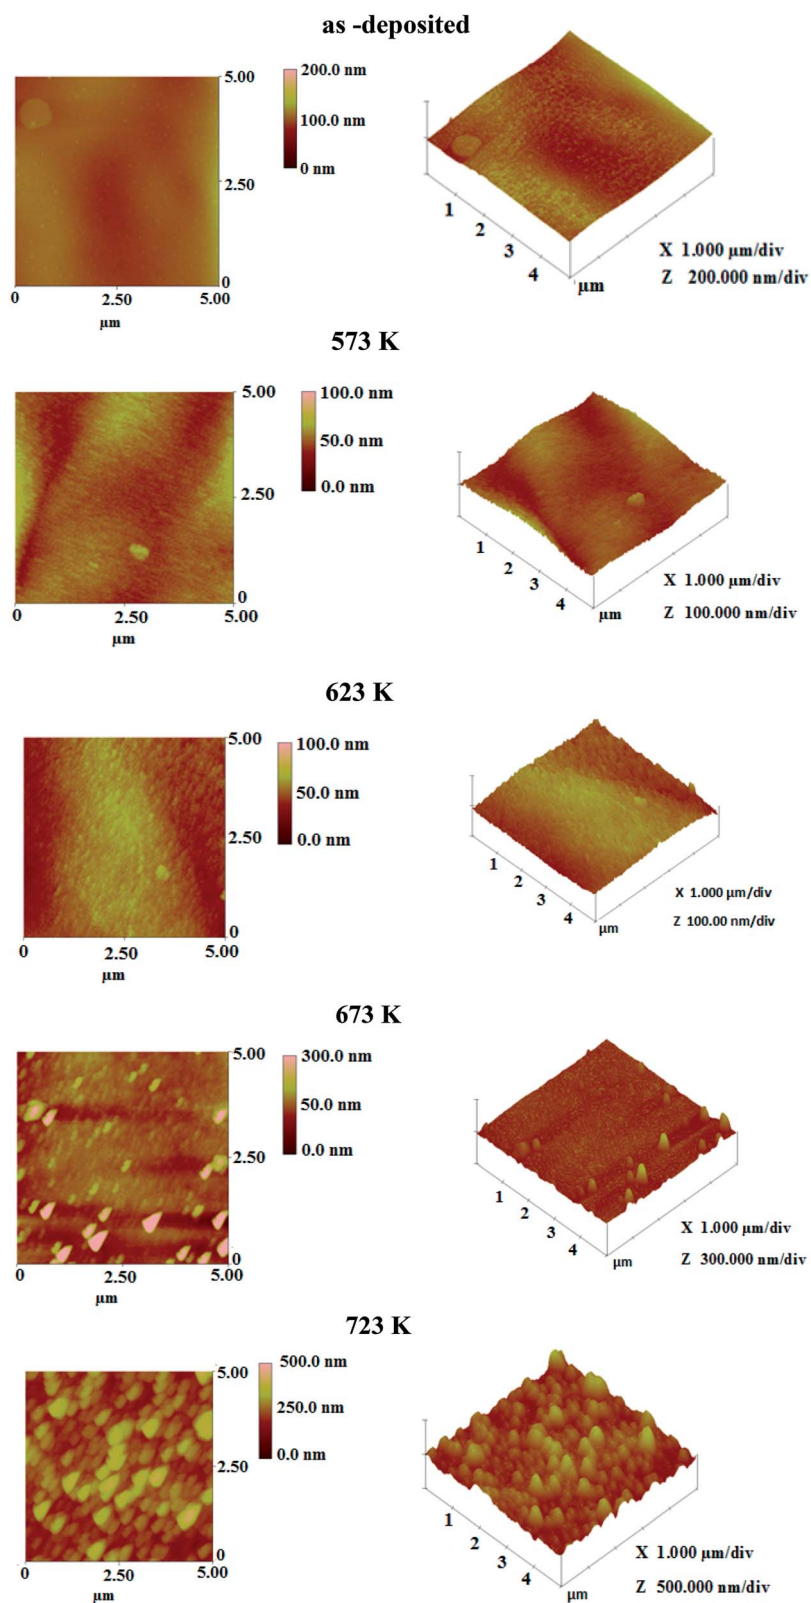 as -deposited
5.00
200.0 nm
100.0 nm
0 nm
2.50
0
0
2.50
5.00
µm
1
2
3
4
µm
X 1.000 µm/div
Z 200.000 nm/div
573 K
5.00
100.0 nm
50.0 nm
0.0 nm
2.50
0
0
2.50
5.00
µm
1
2
3
4
µm
X 1.000 µm/div
Z 100.000 nm/div
623 K
5.00
100.0 nm
50.0 nm
0.0 nm
2.50
0
0
2.50
5.00
µm
1
2
3
4
µm
X 1.000 µm/div
Z 100.00 nm/div
673 K
5.00
300.0 nm
50.0 nm
0.0 nm
2.50
0
0
2.50
5.00
µm
1
2
3
4
µm
X 1.000 µm/div
Z 300.000 nm/div
723 K
5.00
500.0 nm
250.0 nm
0.0 nm
2.50
0
0
2.50
5.00
µm
1
2
3
4
µm
X 1.000 µm/div
Z 500.000 nm/div